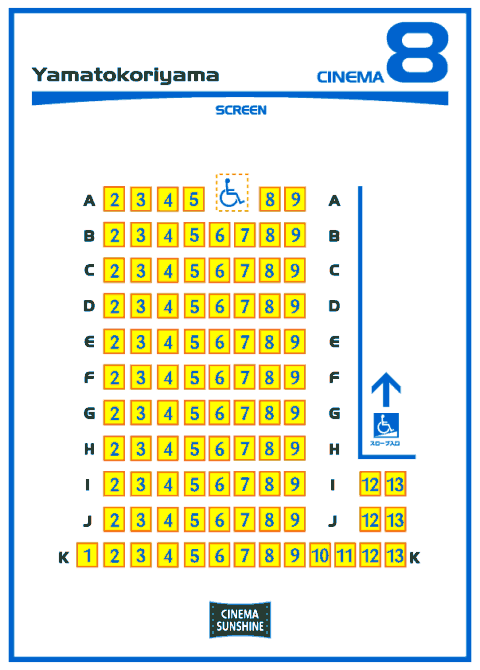 8
Yamatokoriyama CINEMA
SCREEN
A 2 3 4 5 8 9 A
B 2 3 4 5 6 7 8 9 B
C 2 3 4 5 6 7 8 9 C
D 2 3 4 5 6 7 8 9 D
E 2 3 4 5 6 7 8 9 E
F 2 3 4 5 6 7 8 9 F
G 2 3 4 5 6 7 8 9 G
スロープ入口
H 2 3 4 5 6 7 8 9 H
I 2 3 4 5 6 7 8 9 I 12 13
J 2 3 4 5 6 7 8 9 J 12 13
K 1 2 3 4 5 6 7 8 9 10 11 12 13 K
CINEMA
SUNSHINE